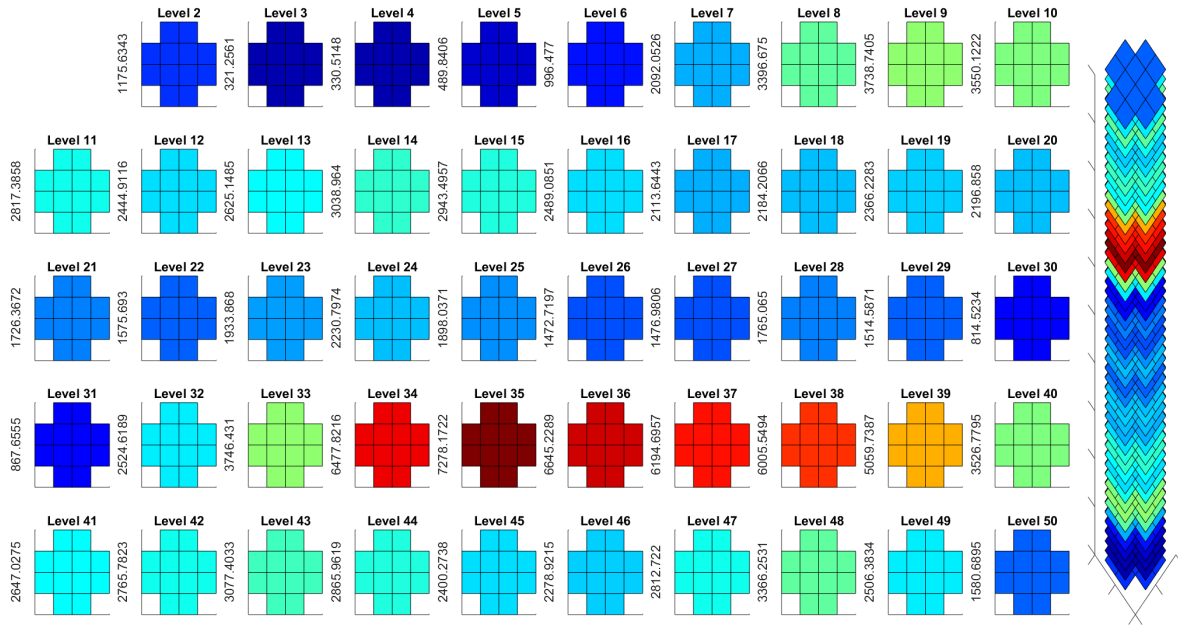 Level 2 Level 3 Level 4 Level 5 Level 6 Level 7 Level 8 Level 9 Level 10
1175.6343 321.2561 330.5148 489.8406 996.477 2092.0526 3396.675 3738.7405 3550.1222
Level 11 Level 12 Level 13 Level 14 Level 15 Level 16 Level 17 Level 18 Level 19 Level 20
2817.3858 2444.9116 2625.1485 3038.964 2943.4957 2489.0851 2113.6443 2184.2066 2366.2283 2196.858
Level 21 Level 22 Level 23 Level 24 Level 25 Level 26 Level 27 Level 28 Level 29 Level 30
1726.3672 1575.693 1933.868 2230.7974 1898.0371 1472.7197 1476.9806 1765.065 1514.5871 814.5234
Level 31 Level 32 Level 33 Level 34 Level 35 Level 36 Level 37 Level 38 Level 39 Level 40
867.6555 2524.6189 3746.431 6477.8216 7278.1722 6645.2289 6194.6957 6005.5494 5059.7387 3526.7795
Level 41 Level 42 Level 43 Level 44 Level 45 Level 46 Level 47 Level 48 Level 49 Level 50
2647.0275 2765.7823 3077.4033 2865.9619 2400.2738 2278.9215 2812.722 3366.2531 2506.3834 1580.6895